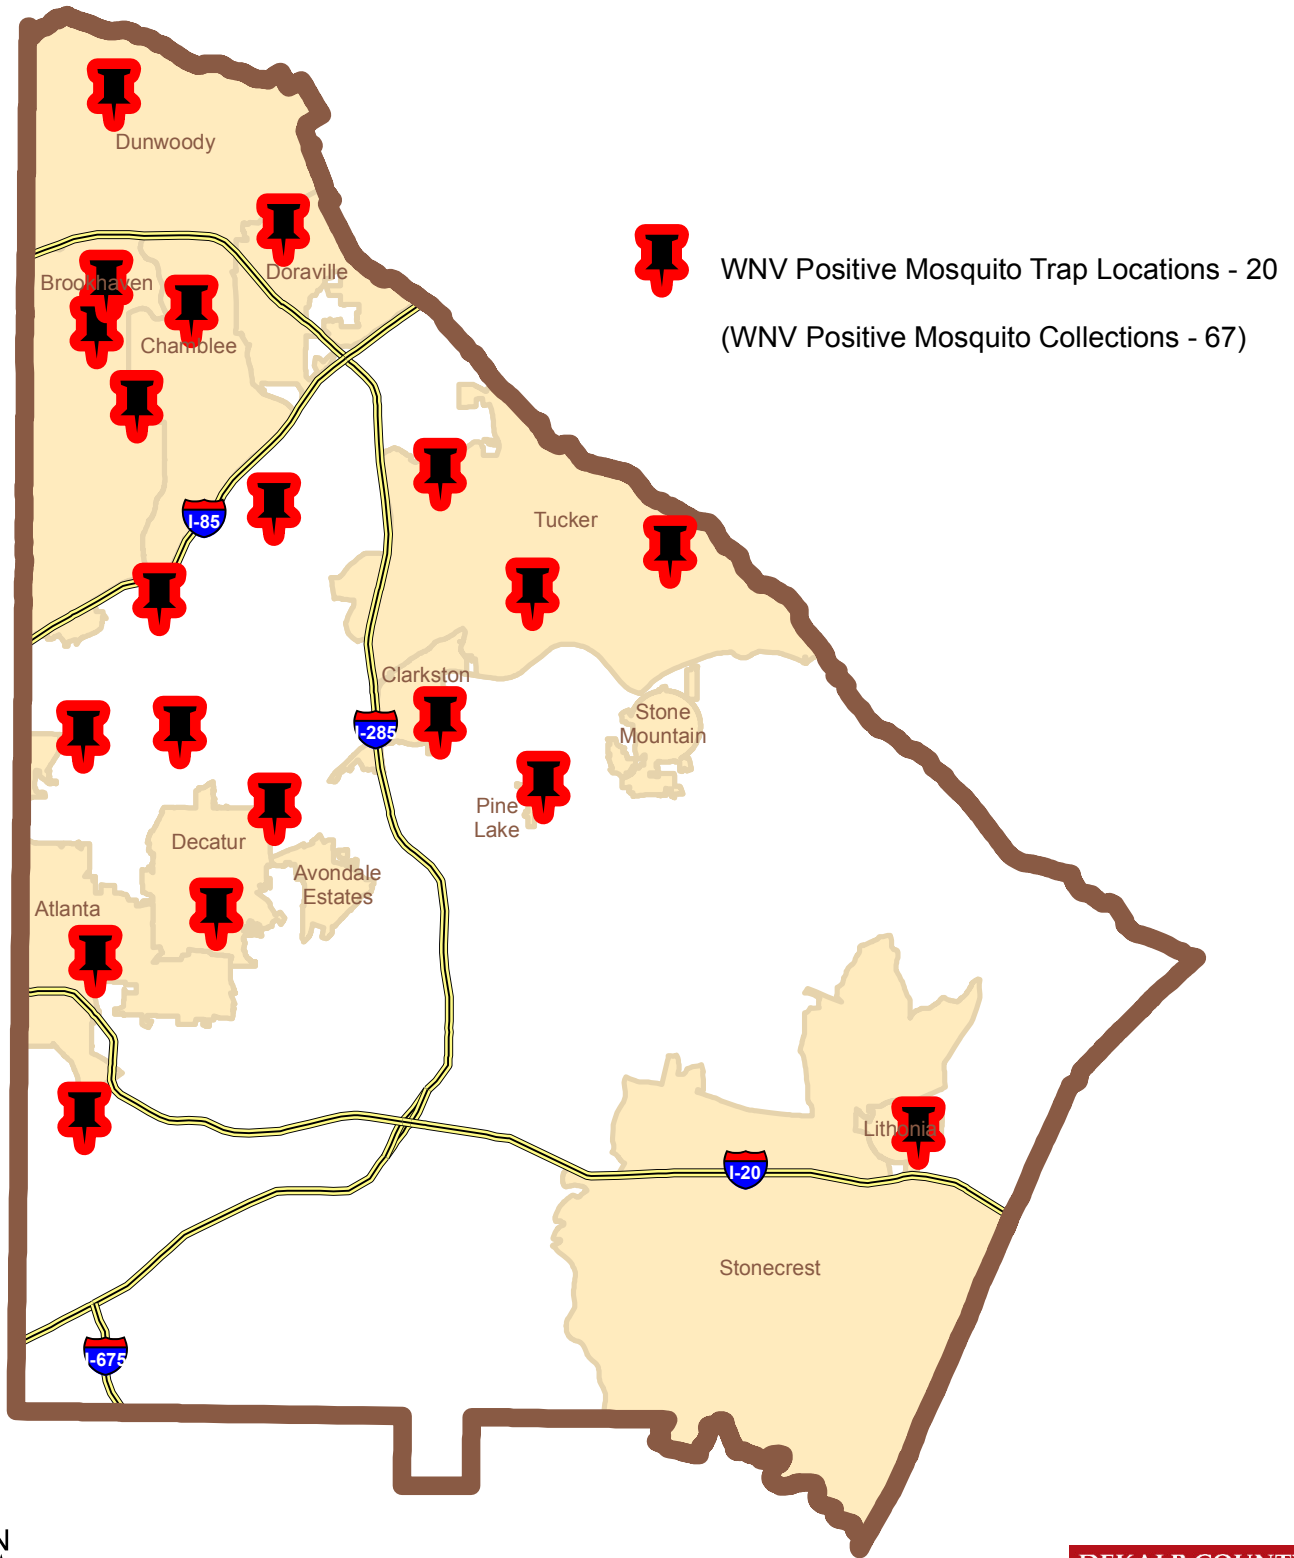 Dunwoody
Doraville
Brookhaven
Chamblee
WNV Positive Mosquito Trap Locations - 20
(WNV Positive Mosquito Collections - 67)
I-85
Tucker
Clarkston
I-285
Stone
Mountain
Pine
Lake
Decatur
Avondale
Estates
Atlanta
Lithonia
I-20
Stonecrest
I-675
N